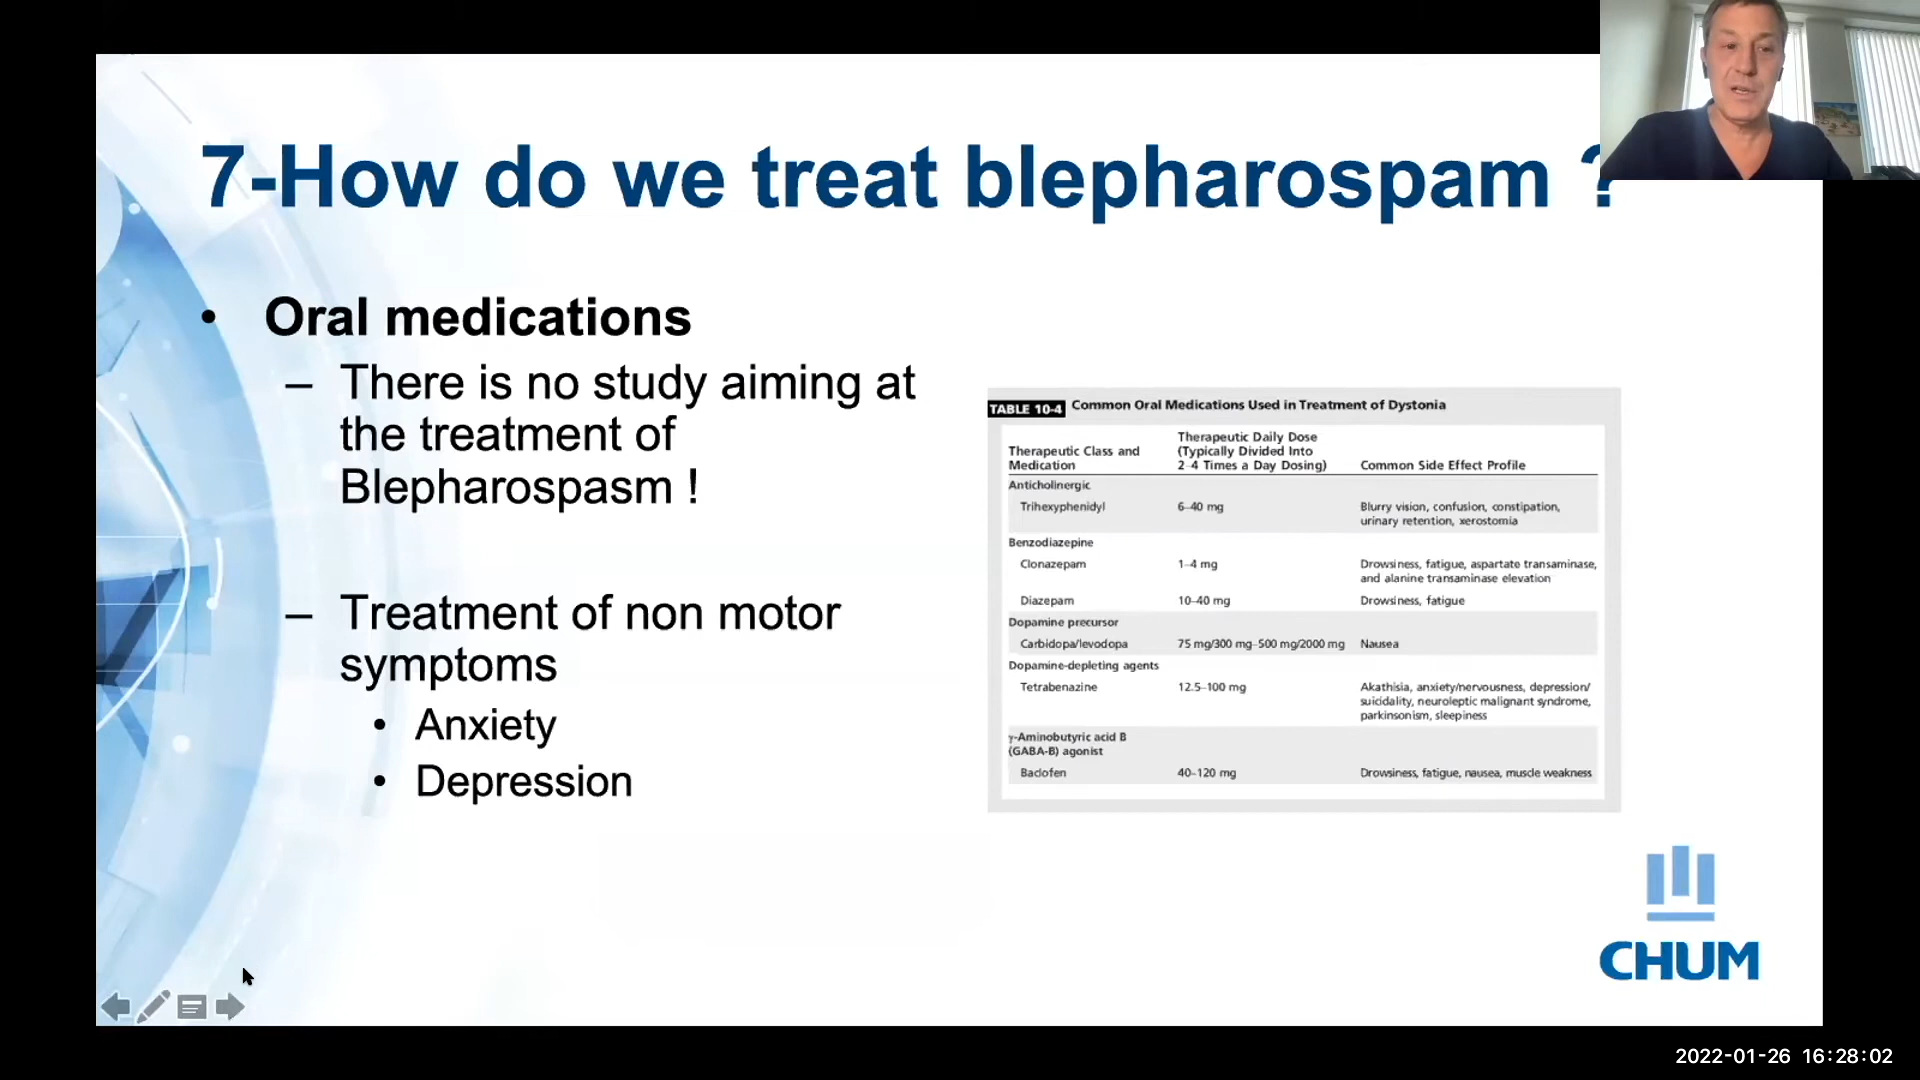 7-How do we treat blepharospam ?
• Oral medications
– There is no study aiming at
the treatment of
Blepharospasm !
– Treatment of non motor
symptoms
• Anxiety
• Depression
TABLE 10-4 Common Oral Medications Used in Treatment of Dystonia
Therapeutic Class and Medication
Therapeutic Daily Dose (Typically Divided Into 2–4 Times a Day Dosing)
Common Side Effect Profile
Anticholinergic
Trihexyphenidyl 6–40 mg Blurry vision, confusion, constipation,
urinary retention, xerostomia
Benzodiazepine
Clonazepam 1–4 mg Drowsiness, fatigue, aspartate transaminase,
and alanine transaminase elevation
Diazepam 10–40 mg Drowsiness, fatigue
Dopamine precursor
Carbidopa/levodopa 75 mg/300 mg–500 mg/2000 mg Nausea
Dopamine-depleting agents
Tetrabenazine 12.5–100 mg Akathisia, anxiety/nervousness, depression/
suicidality, neuroleptic malignant syndrome,
parkinsonism, sleepiness
γ-Aminobutyric acid B
(GABA-B) agonist
Baclofen 40–120 mg Drowsiness, fatigue, nausea, muscle weakness
CHUM
2022-01-26 16:28:02